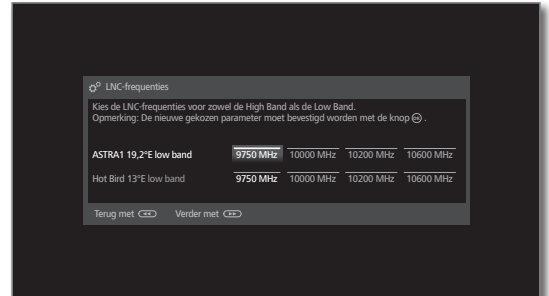 LNC-frequenties
Kies de LNC-frequenties voor zowel de High Band als de Low Band.
Opmerking: De nieuwe gekozen parameter moet bevestigd worden met de knop OK .
ASTRA1 19,2°E low band 9750 MHz 10000 MHz 10200 MHz 10600 MHz
Hot Bird 13°E low band 9750 MHz 10000 MHz 10200 MHz 10600 MHz
Terug met ◄◄ Verder met ►►